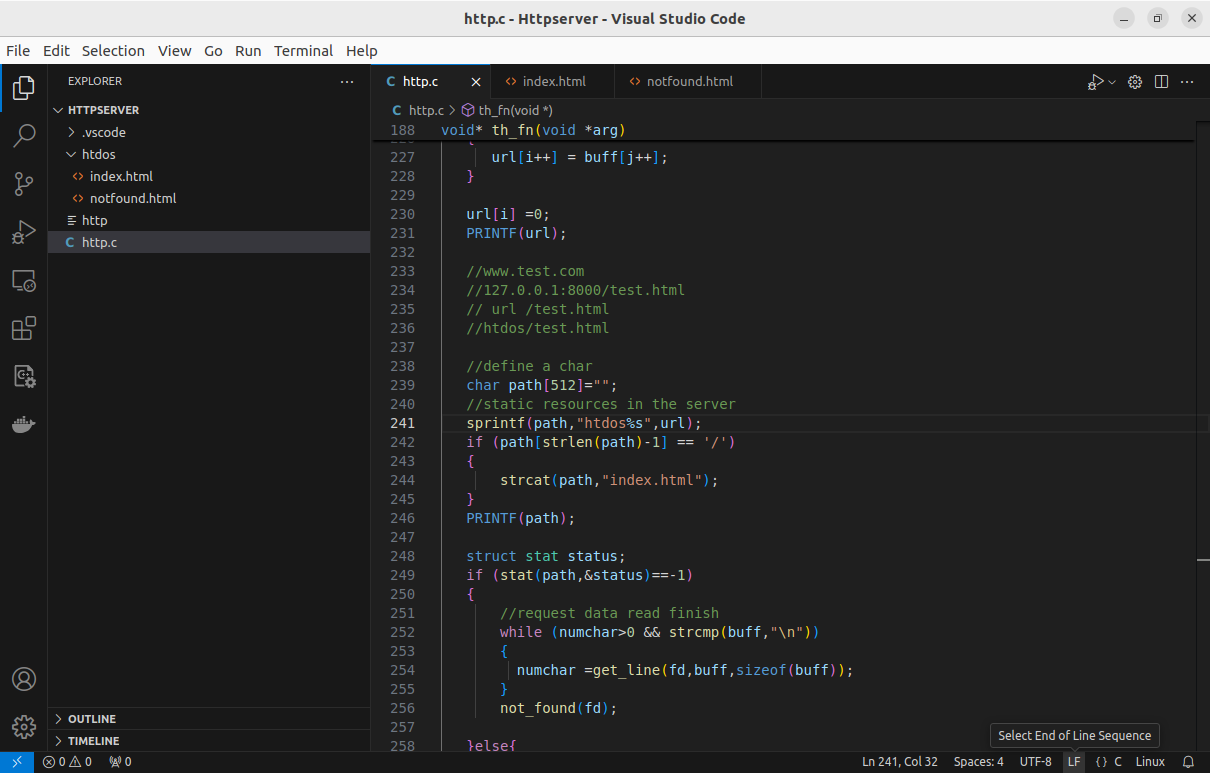 http.c - Httpserver - Visual Studio Code
File Edit Selection View Go Run Terminal Help
EXPLORER
HTTPSERVER
.vscode
htdos
index.html
notfound.html
http
http.c
OUTLINE
TIMELINE
http.c index.html notfound.html
http.c > th_fn(void *)
188 void* th_fn(void *arg)
227 url[i++] = buff[j++];
228 }
229
230 url[i] =0;
231 PRINTF(url);
232
233 //www.test.com
234 //127.0.0.1:8000/test.html
235 // url /test.html
236 //htdos/test.html
237
238 //define a char
239 char path[512]="";
240 //static resources in the server
241 sprintf(path,"htdos%s",url);
242 if (path[strlen(path)-1] == '/')
243 {
244 strcat(path,"index.html");
245 }
246 PRINTF(path);
247
248 struct stat status;
249 if (stat(path,&status)==-1)
250 {
251 //request data read finish
252 while (numchar>0 && strcmp(buff,"\n"))
253 {
254 numchar =get_line(fd,buff,sizeof(buff));
255 }
256 not_found(fd);
257
258 }else{
Select End of Line Sequence
0 0 0 Ln 241, Col 32 Spaces: 4 UTF-8 LF {} C Linux